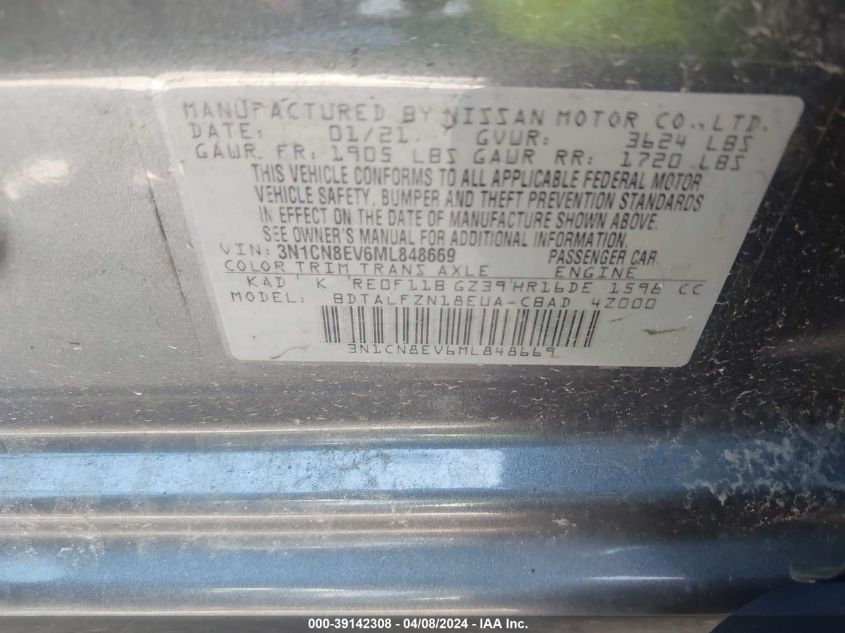 MANUFACTURED BY NISSAN MOTOR CO., LTD.
DATE: 01/21 GVWR: 3624 LBS
GAWR FR: 1905 LBS GAWR RR: 1720 LBS
THIS VEHICLE CONFORMS TO ALL APPLICABLE FEDERAL MOTOR
VEHICLE SAFETY, BUMPER AND THEFT PREVENTION STANDARDS
IN EFFECT ON THE DATE OF MANUFACTURE SHOWN ABOVE.
SEE OWNER'S MANUAL FOR ADDITIONAL INFORMATION.
VIN: 3N1CN8EV6ML848669 PASSENGER CAR
COLOR TRIM TRANS AXLE ENGINE
KAD K RE0F11B GZ39 HR16DE 1596 CC
MODEL: BDTALFZN18EUA-CBAD 4Z000
3N1CN8EV6ML848669
000-39142308 - 04/08/2024 - IAA Inc.